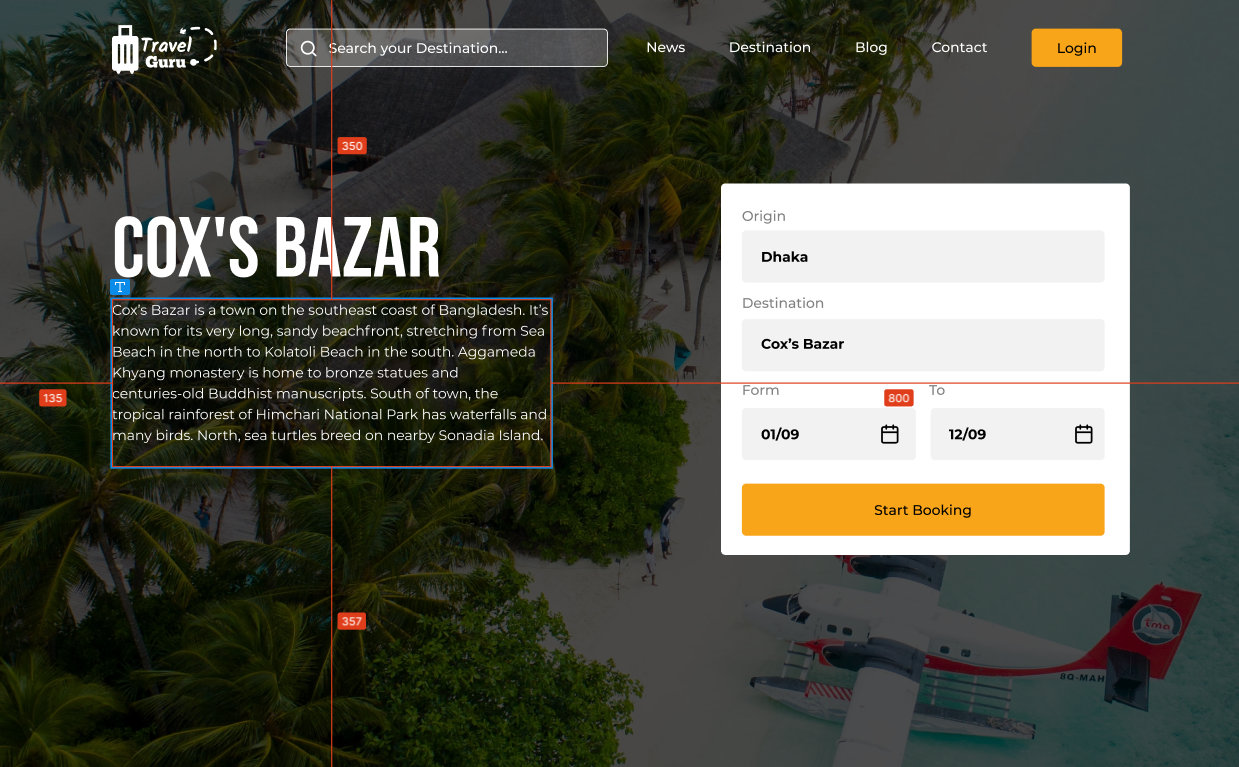 Travel
Guru
Search your Destination...
News
Destination
Blog
Contact
Login
350
COX'S BAZAR
T
Cox's Bazar is a town on the southeast coast of Bangladesh. It's
known for its very long, sandy beachfront, stretching from Sea
Beach in the north to Kolatoli Beach in the south. Aggameda
Khyang monastery is home to bronze statues and
centuries-old Buddhist manuscripts. South of town, the
tropical rainforest of Himchari National Park has waterfalls and
many birds. North, sea turtles breed on nearby Sonadia Island.
135
357
Origin
Dhaka
Destination
Cox's Bazar
Form
To
800
01/09
12/09
Start Booking
tma
8Q-MAH